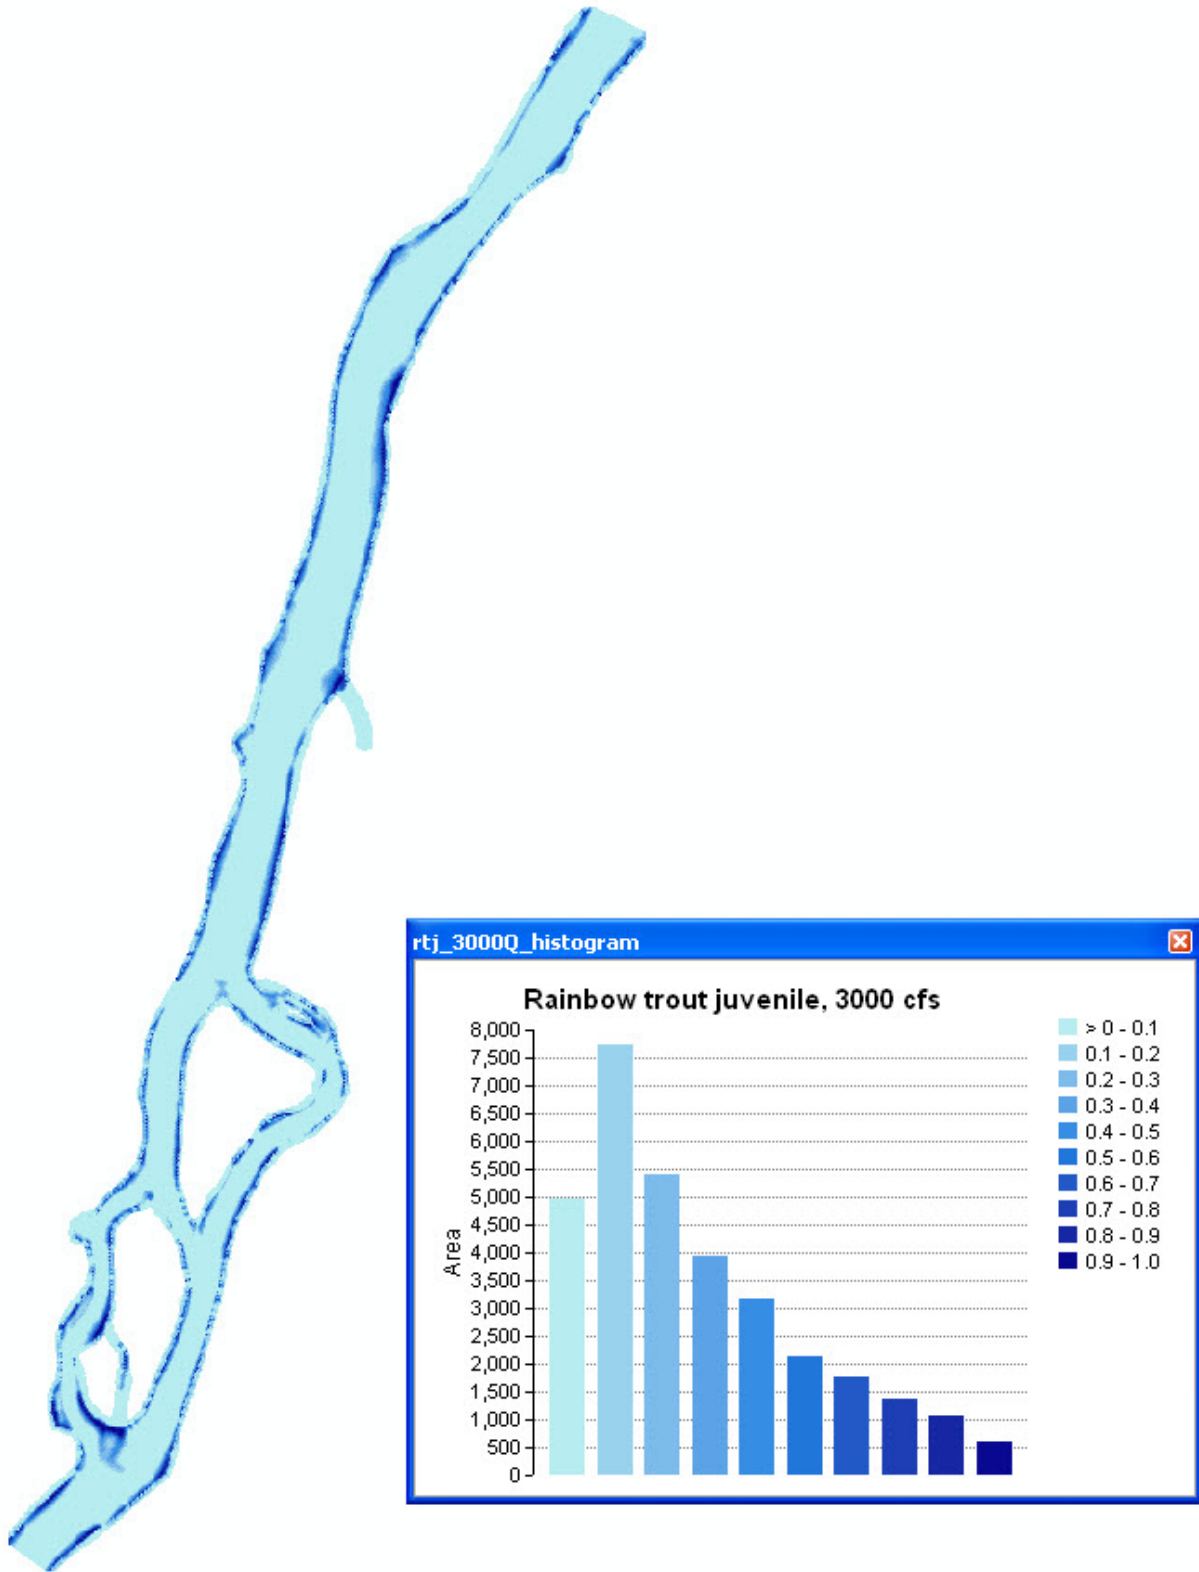 rtj_3000Q_histogram
Rainbow trout juvenile, 3000 cfs
Area
8,000
7,500
7,000
6,500
6,000
5,500
5,000
4,500
4,000
3,500
3,000
2,500
2,000
1,500
1,000
500
0
> 0 - 0.1
0.1 - 0.2
0.2 - 0.3
0.3 - 0.4
0.4 - 0.5
0.5 - 0.6
0.6 - 0.7
0.7 - 0.8
0.8 - 0.9
0.9 - 1.0